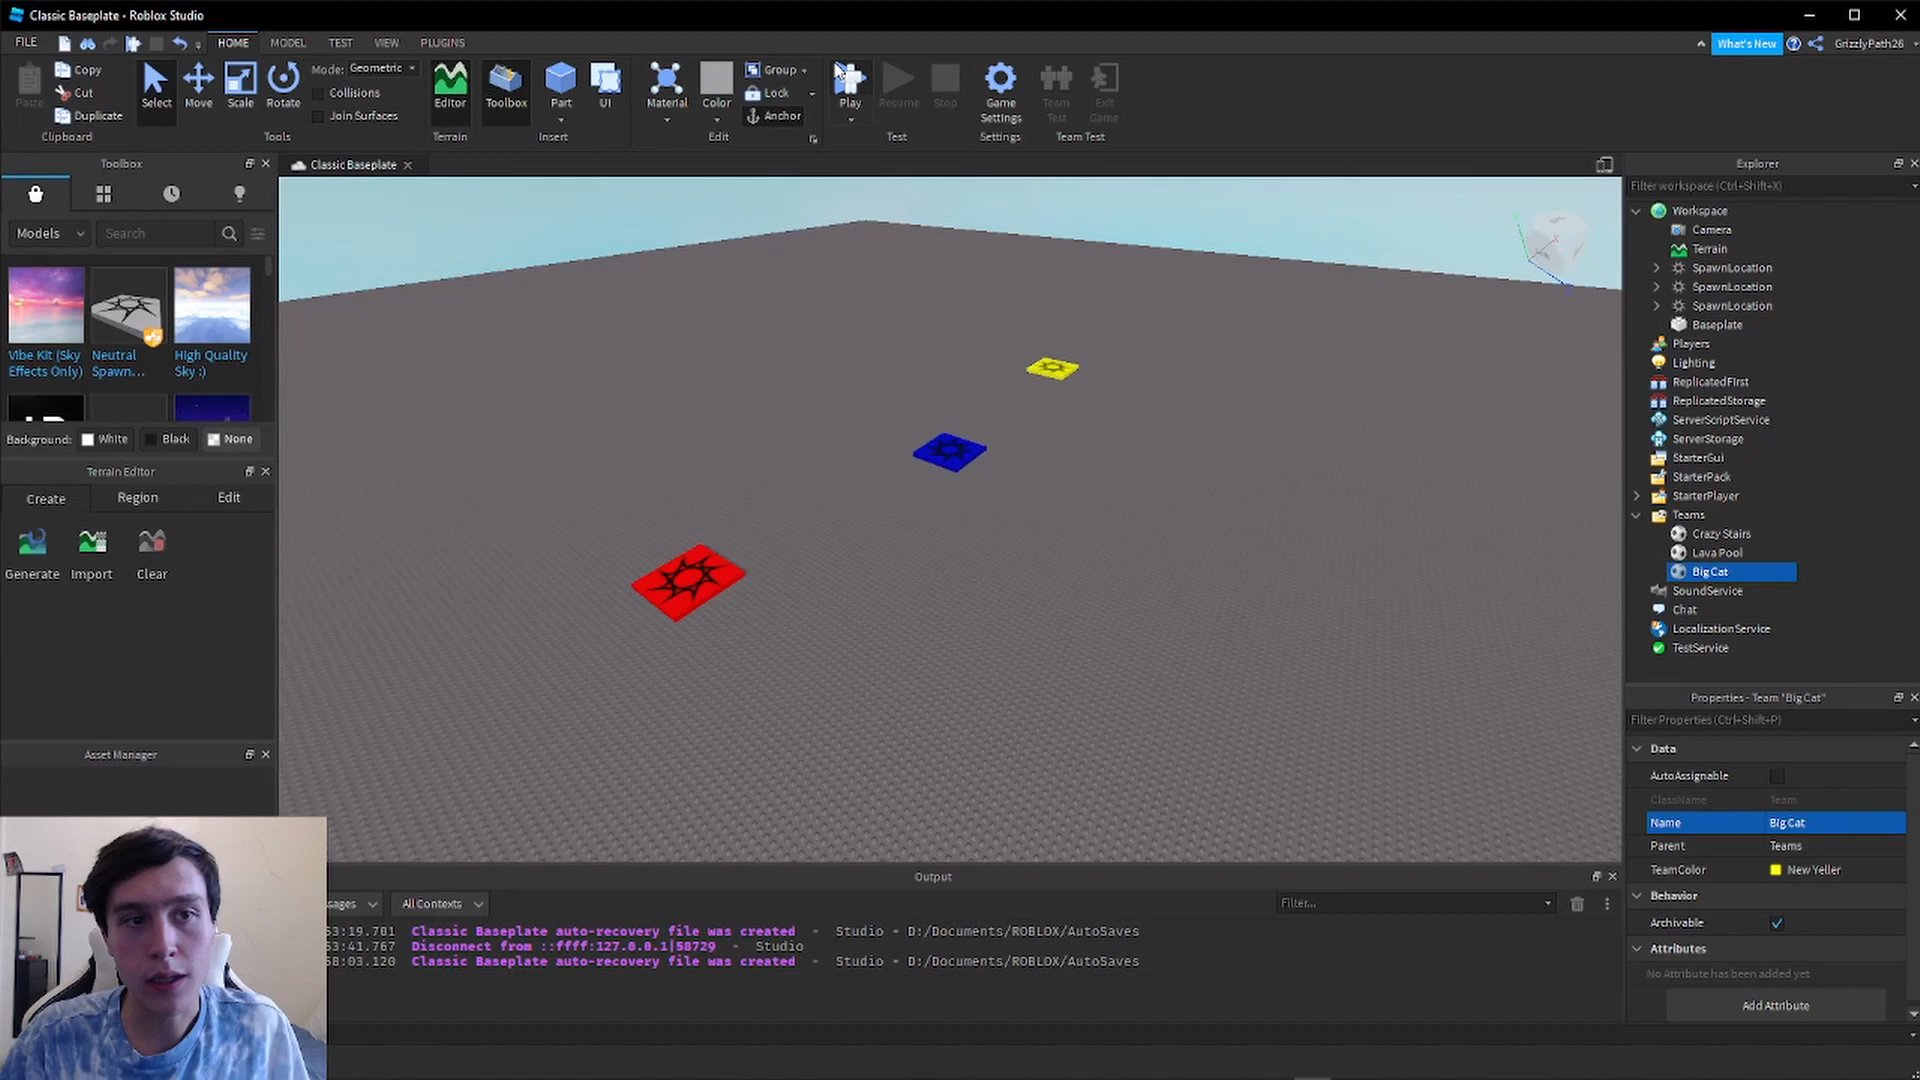 Classic Baseplate • Roblox Studio
FILE
HOME
MODEL
TEST
VIEW
PLUGINS
What's New
GrizzlyPath26
Paste
Copy
Cut
Duplicate
Clipboard
Select
Move
Scale
Rotate
Mode: Geometric
Collisions
Join Surfaces
Tools
Editor
Terrain
Toolbox
Part
UI
Insert
Material
Color
Group
Lock
Anchor
Edit
Play
Resume
Stop
Test
Game Settings
Settings
Team Test
Exit Game
Team Test
Toolbox
Models
Search
Vibe Kit (Sky
Effects Only)
Neutral
Spawn...
High Quality
Sky :)
Background:
White
Black
None
Terrain Editor
Create
Region
Edit
Generate
Import
Clear
Asset Manager
Classic Baseplate
Explorer
Filter workspace (Ctrl+Shift+X)
Workspace
Camera
Terrain
SpawnLocation
SpawnLocation
SpawnLocation
Baseplate
Players
Lighting
ReplicatedFirst
ReplicatedStorage
ServerScriptService
ServerStorage
StarterGui
StarterPack
StarterPlayer
Teams
Crazy Stairs
Lava Pool
Big Cat
SoundService
Chat
LocalizationService
TestService
Properties - Team "Big Cat"
Filter Properties (Ctrl+Shift+P)
Data
AutoAssignable
ClassName Team
Name Big Cat
Parent Teams
TeamColor New Yeller
Behavior
Archivable
Attributes
No Attribute has been added yet
Add Attribute
Output
sages
All Contexts
Filter...
53:19.701 Classic Baseplate auto-recovery file was created - Studio - D:/Documents/ROBLOX/AutoSaves
53:41.767 Disconnect from ::ffff:127.0.0.1|58729 - Studio
58:03.120 Classic Baseplate auto-recovery file was created - Studio - D:/Documents/ROBLOX/AutoSaves